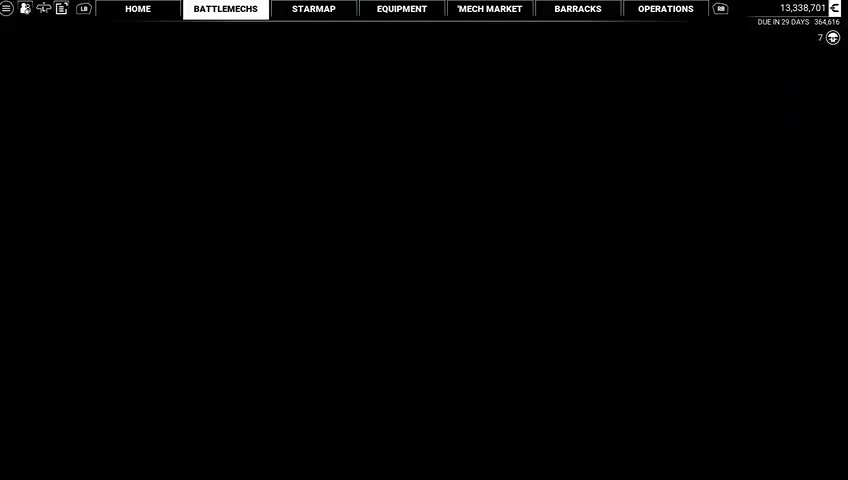 LB HOME BATTLEMECHS STARMAP EQUIPMENT 'MECH MARKET BARRACKS OPERATIONS RB 13,338,701
DUE IN 29 DAYS 364,616
7